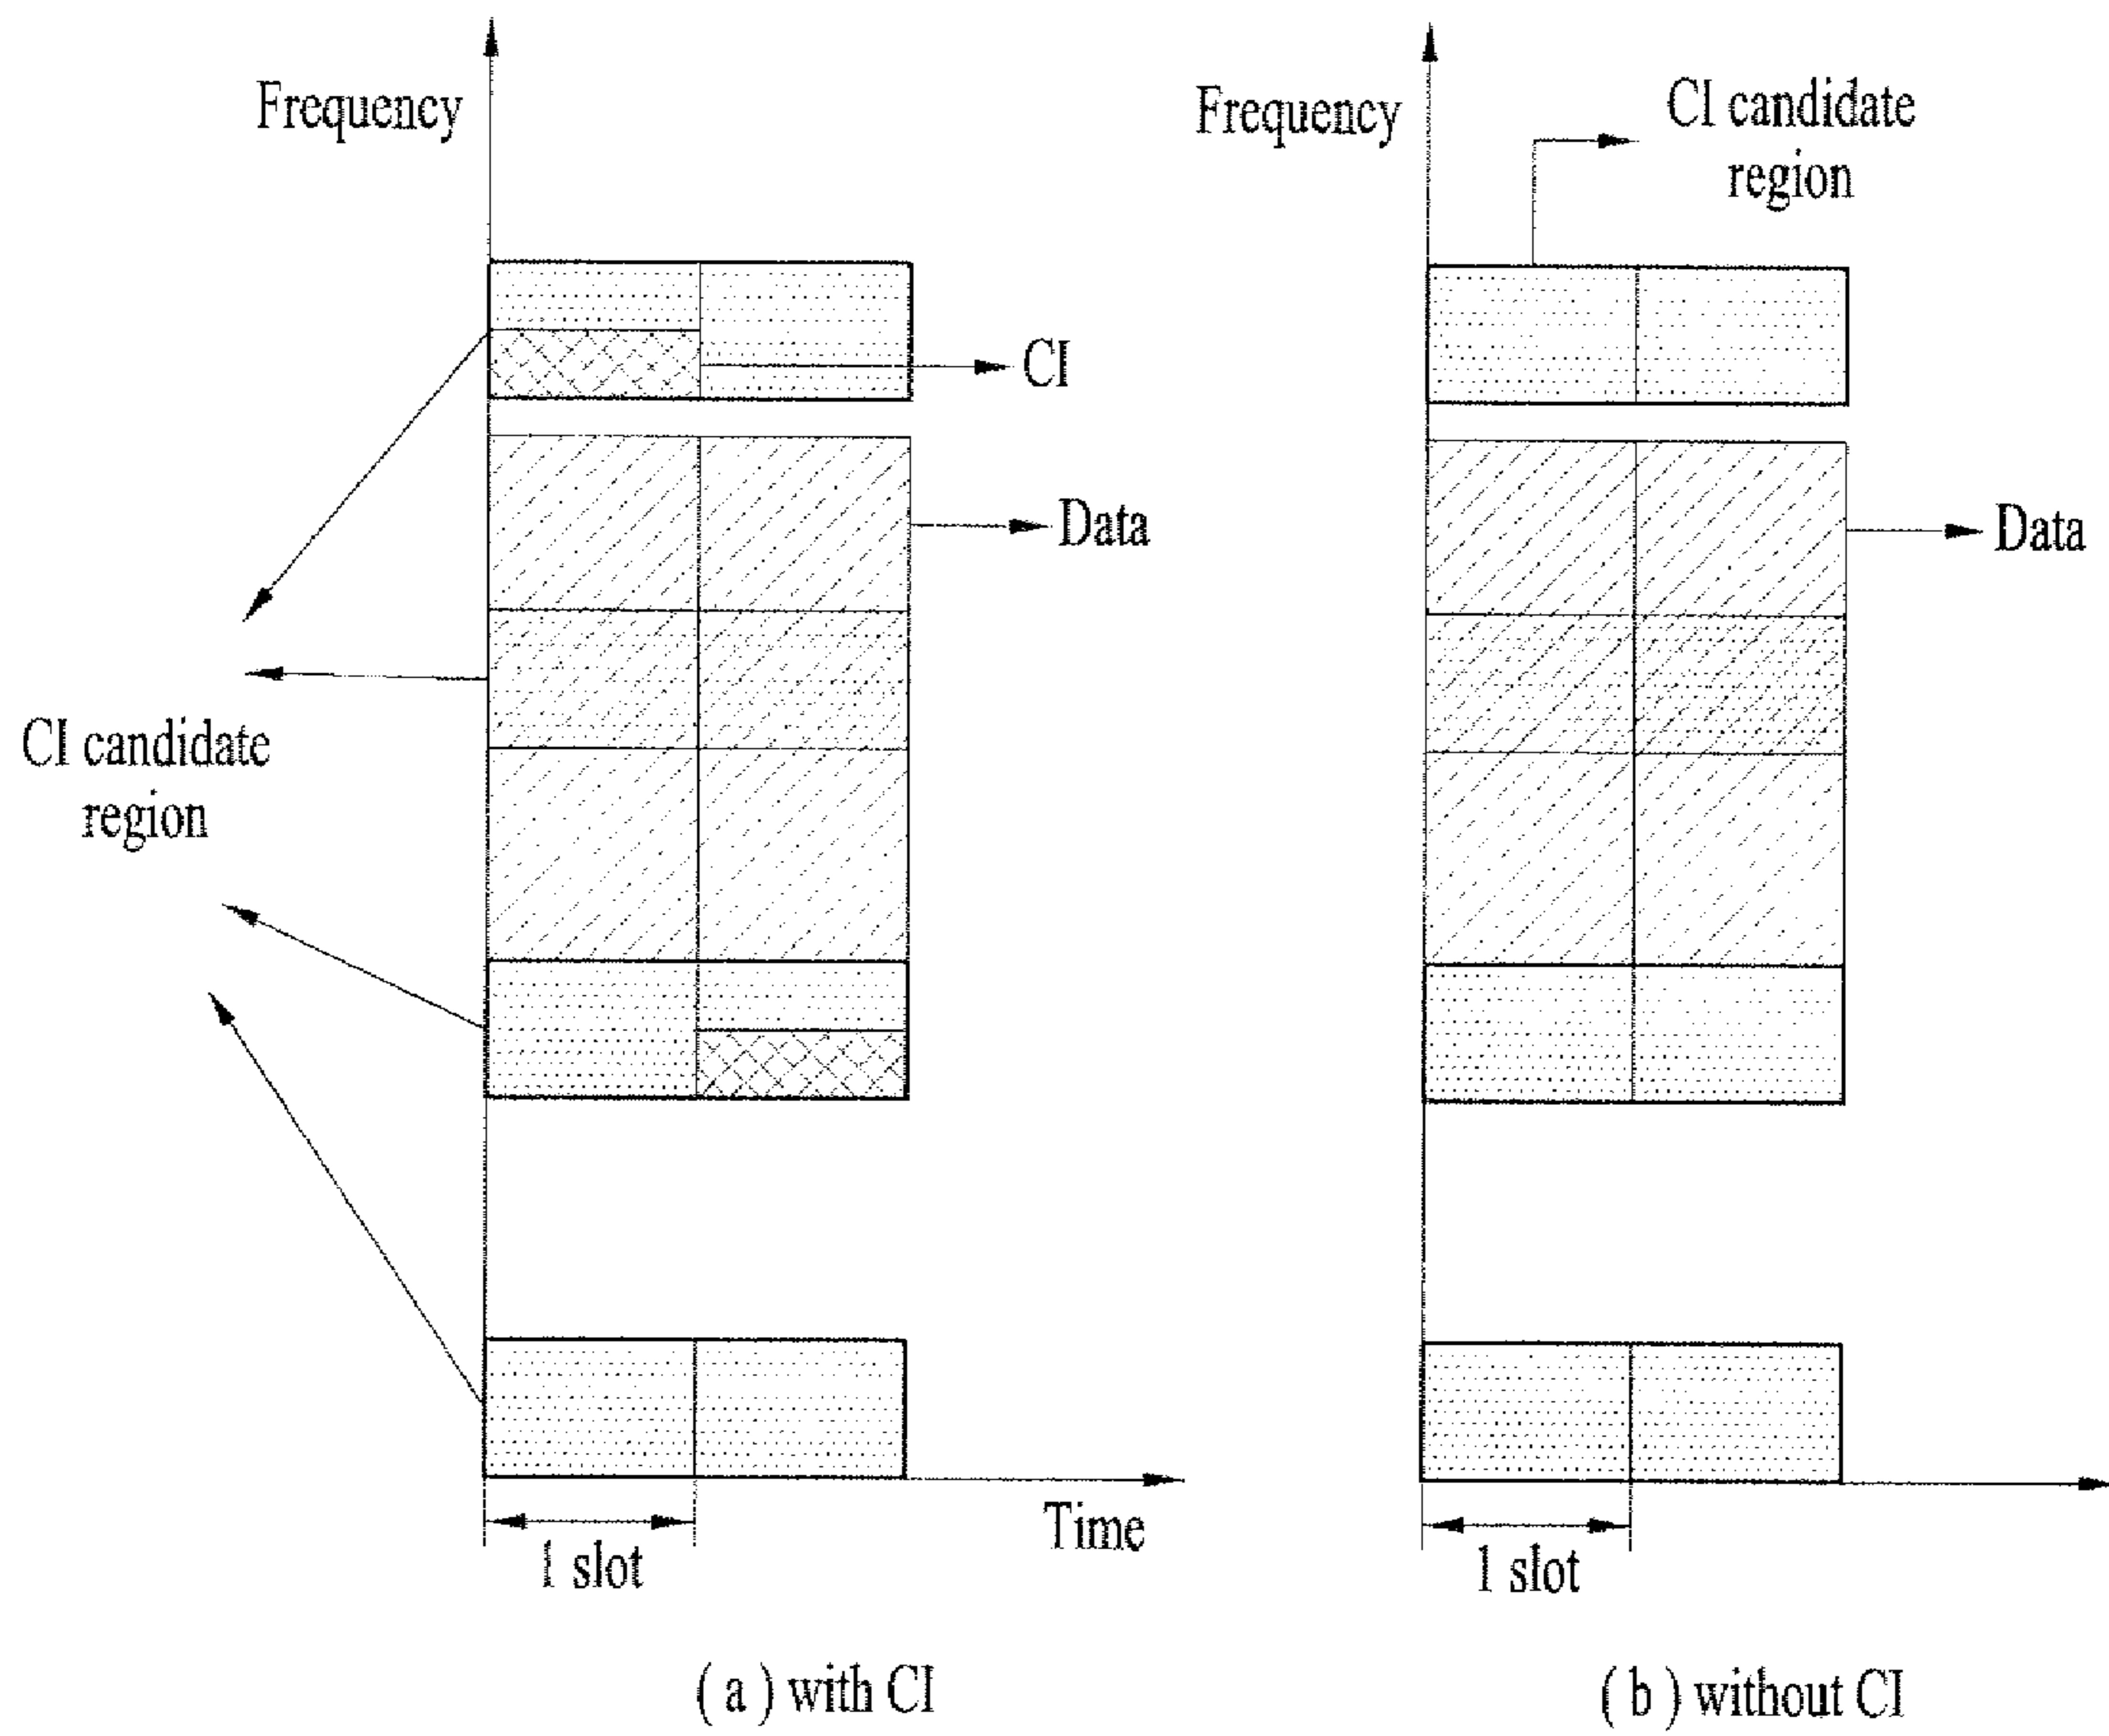 Frequency
CI
Data
CI candidate
region
Time
1 slot
( a ) with CI
Frequency
CI candidate
region
Data
1 slot
( b ) without CI